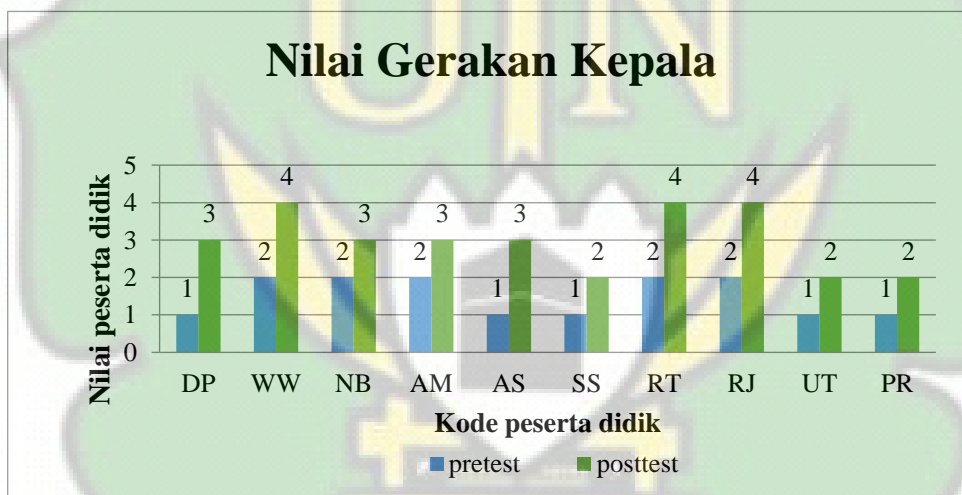 UIN
Nilai Gerakan Kepala
Nilai peserta didik
5
4
3
2
1
0
1 3
2 4
2 3
2 3
1 3
1 2
2 4
2 4
1 2
1 2
DP WW NB AM AS SS RT RJ UT PR
Kode peserta didik
pretest posttest